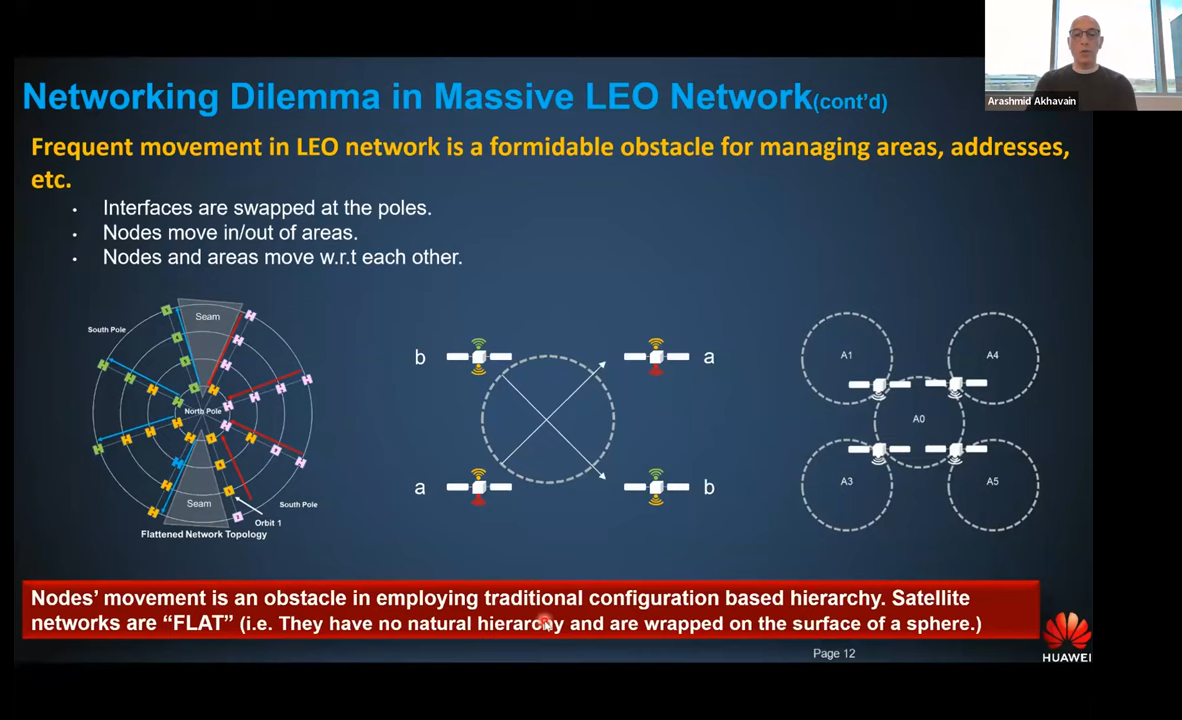 Arashmid Akhavain
Networking Dilemma in Massive LEO Network(cont'd)
Frequent movement in LEO network is a formidable obstacle for managing areas, addresses,
etc.
• Interfaces are swapped at the poles.
• Nodes move in/out of areas.
• Nodes and areas move w.r.t each other.
Seam
South Pole
North Pole
Seam
South Pole
Orbit 1
Flattened Network Topology
b
a
a
b
A1
A4
A0
A3
A5
Nodes' movement is an obstacle in employing traditional configuration based hierarchy. Satellite
networks are "FLAT" (i.e. They have no natural hierarchy and are wrapped on the surface of a sphere.)
Page 12
HUAWEI